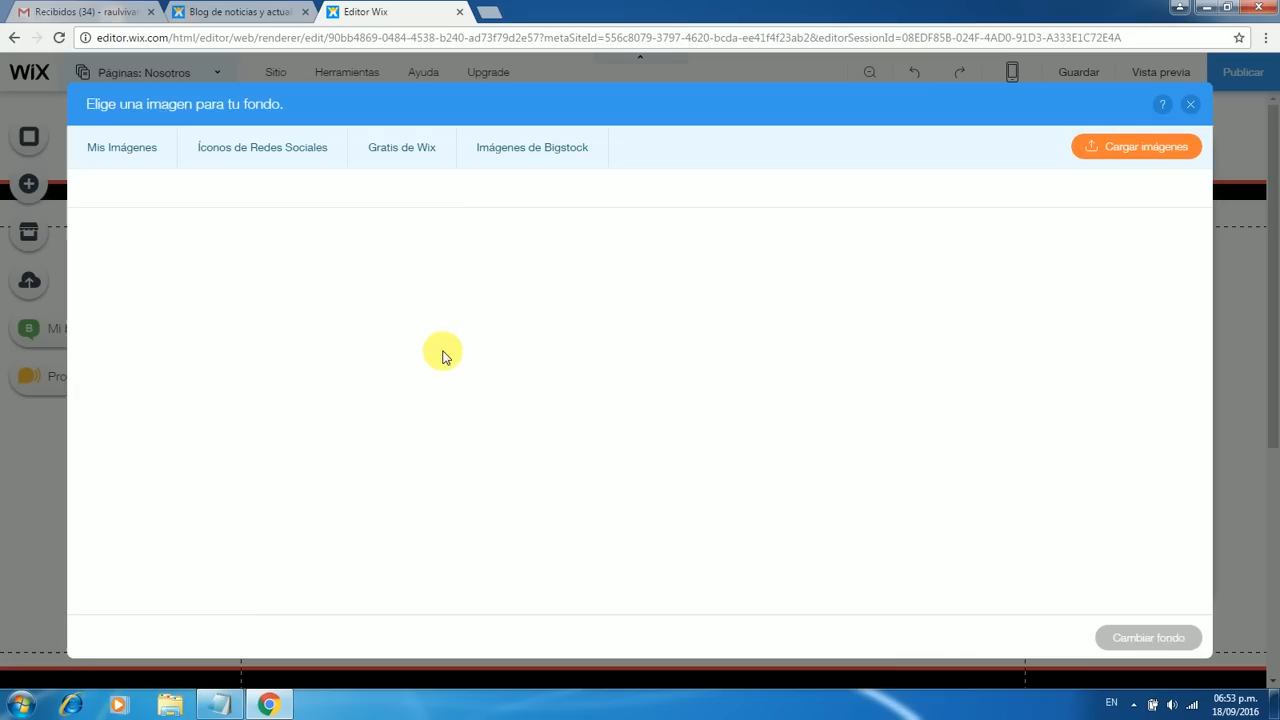 Recibidos (34) - raulviva
Blog de noticias y actual
Editor Wix
editor.wix.com/html/editor/web/renderer/edit/90bb4869-0484-4538-b240-ad73f79d2e57?metaSiteId=556c8079-3797-4620-bcda-ee41f4f23ab2&editorSessionId=08EDF85B-024F-4AD0-91D3-A333E1C72E4A
WiX
Páginas: Nosotros
Sitio
Herramientas
Ayuda
Upgrade
Guardar
Vista previa
Publicar
Elige una imagen para tu fondo.
?
Mis Imágenes
Íconos de Redes Sociales
Gratis de Wix
Imágenes de Bigstock
Cargar imágenes
B
Mi b
Pro
Cambiar fondo
EN
06:53 p.m.
18/09/2016